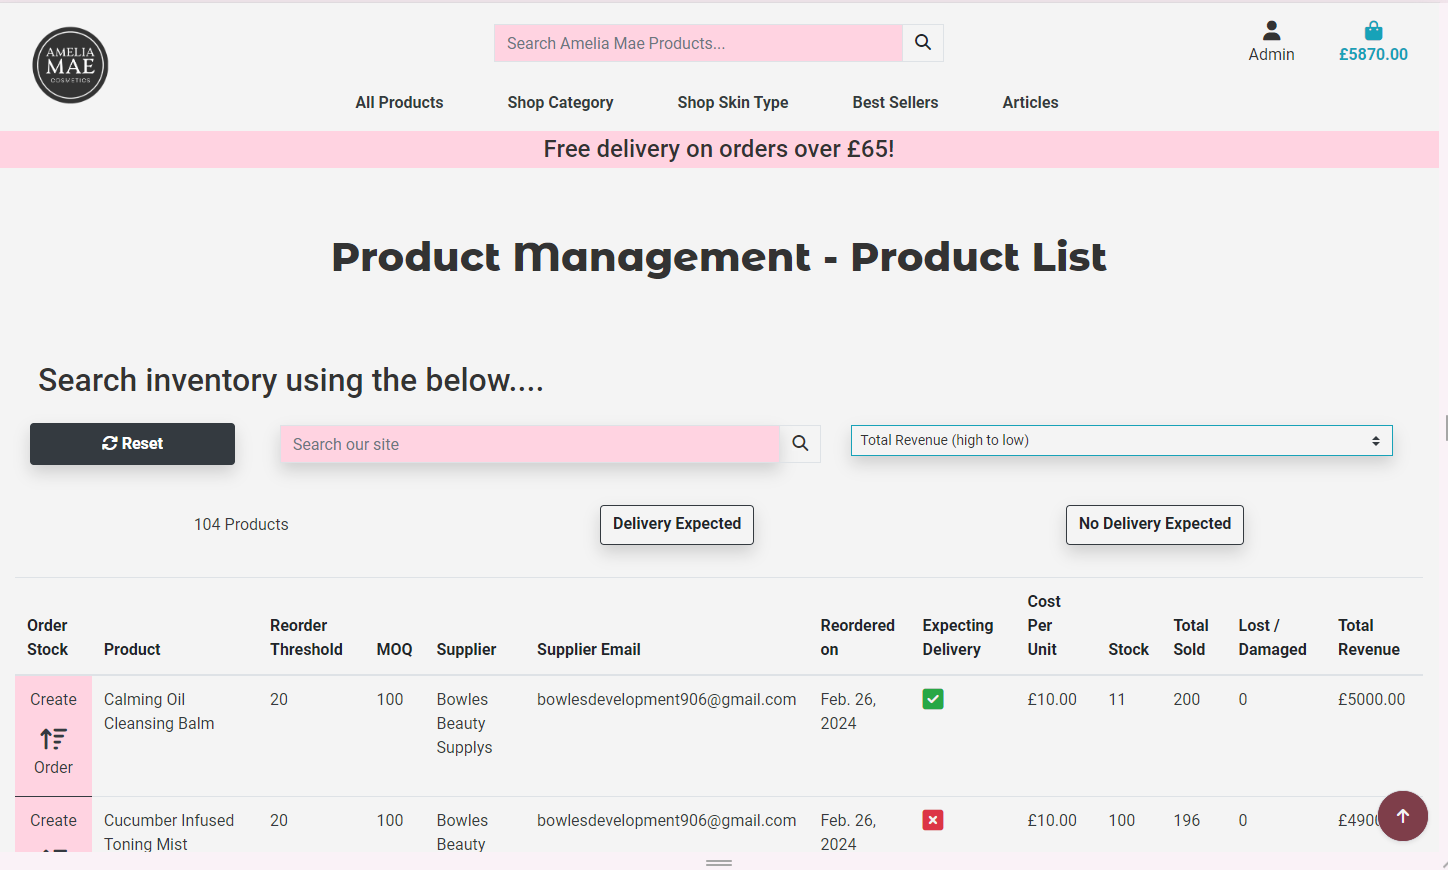 AMELIA
MAE
COSMETICS
Search Amelia Mae Products...
Admin
£5870.00
All Products Shop Category Shop Skin Type Best Sellers Articles
Free delivery on orders over £65!
Product Management - Product List
Search inventory using the below....
Reset
Search our site
Total Revenue (high to low)
104 Products
Delivery Expected
No Delivery Expected
Cost
Order Reorder Reordered Expecting Per Total Lost / Total
Stock Product Threshold MOQ Supplier Supplier Email on Delivery Unit Stock Sold Damaged Revenue
Create Calming Oil 20 100 Bowles bowlesdevelopment906@gmail.com Feb. 26, £10.00 11 200 0 £5000.00
Cleansing Balm Beauty 2024
Supplys
Order
Create Cucumber Infused 20 100 Bowles bowlesdevelopment906@gmail.com Feb. 26, £10.00 100 196 0
Toning Mist Beauty 2024